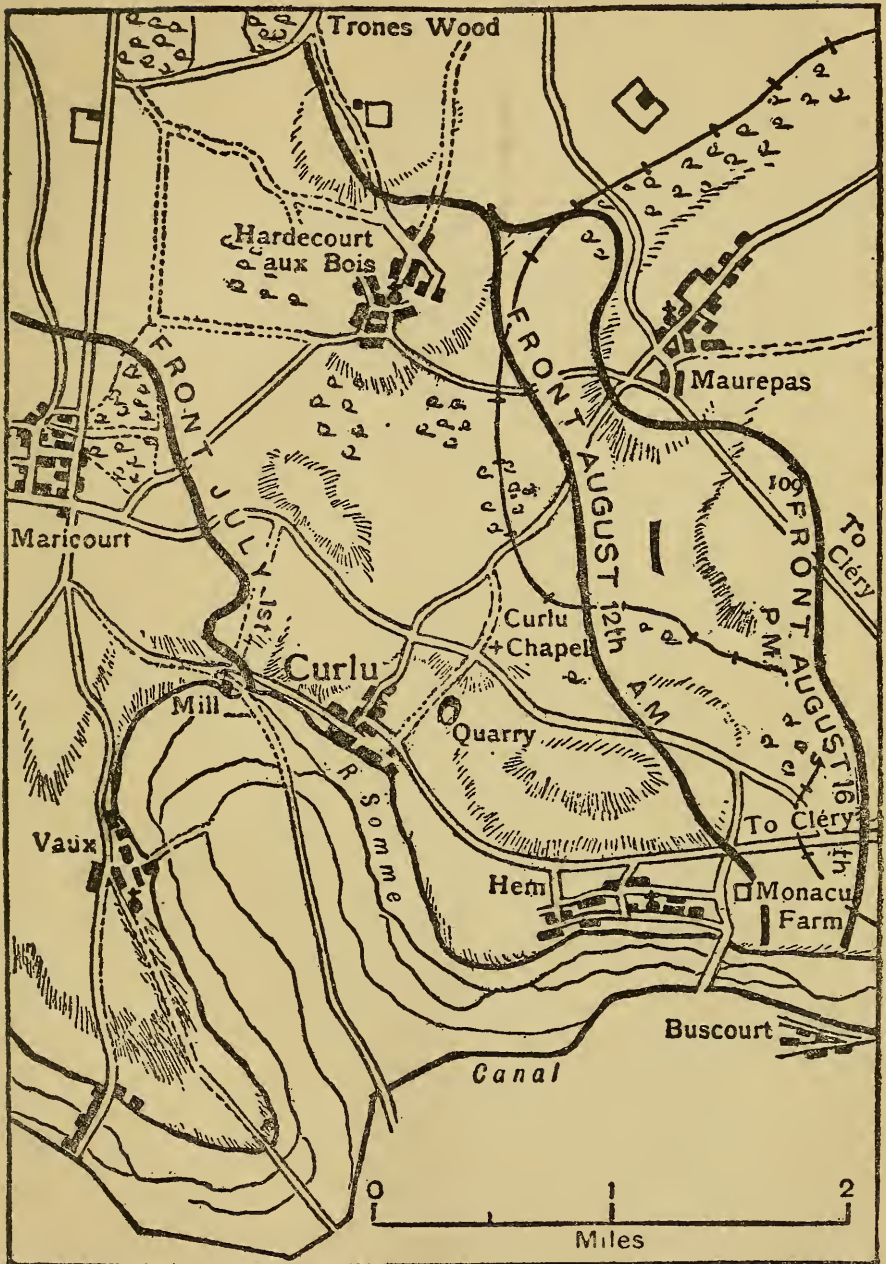 Trones Wood
Hardecourt
aux Bois
Maurepas
FRONT JULY 1st
FRONT AUGUST 12th A M
109
FRONT AUGUST 16th P M
To Cléry
Maricourt
Curlu
Chapel
Curlu
Mill
Quarry
R Somme
Vaux
To Cléry
Hem
Monacu
Farm
Buscourt
Canal
0 1 2
Miles